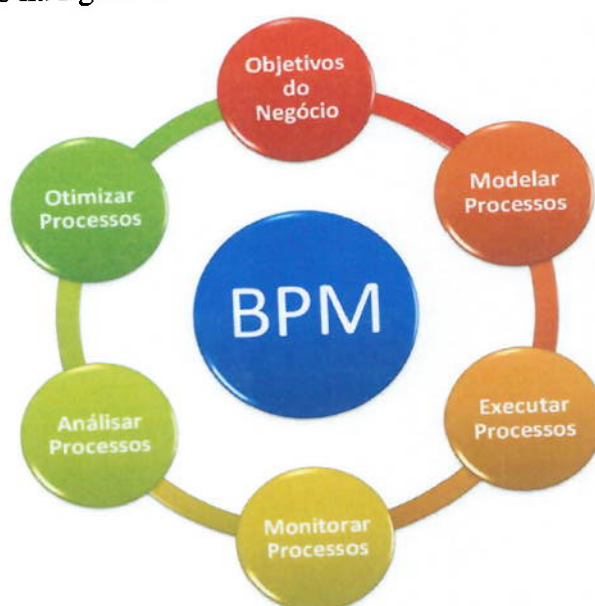 Objetivos
do
Negócio
Modelar
Processos
Executar
Processos
Monitorar
Processos
Análisar
Processos
Otimizar
Processos
BPM